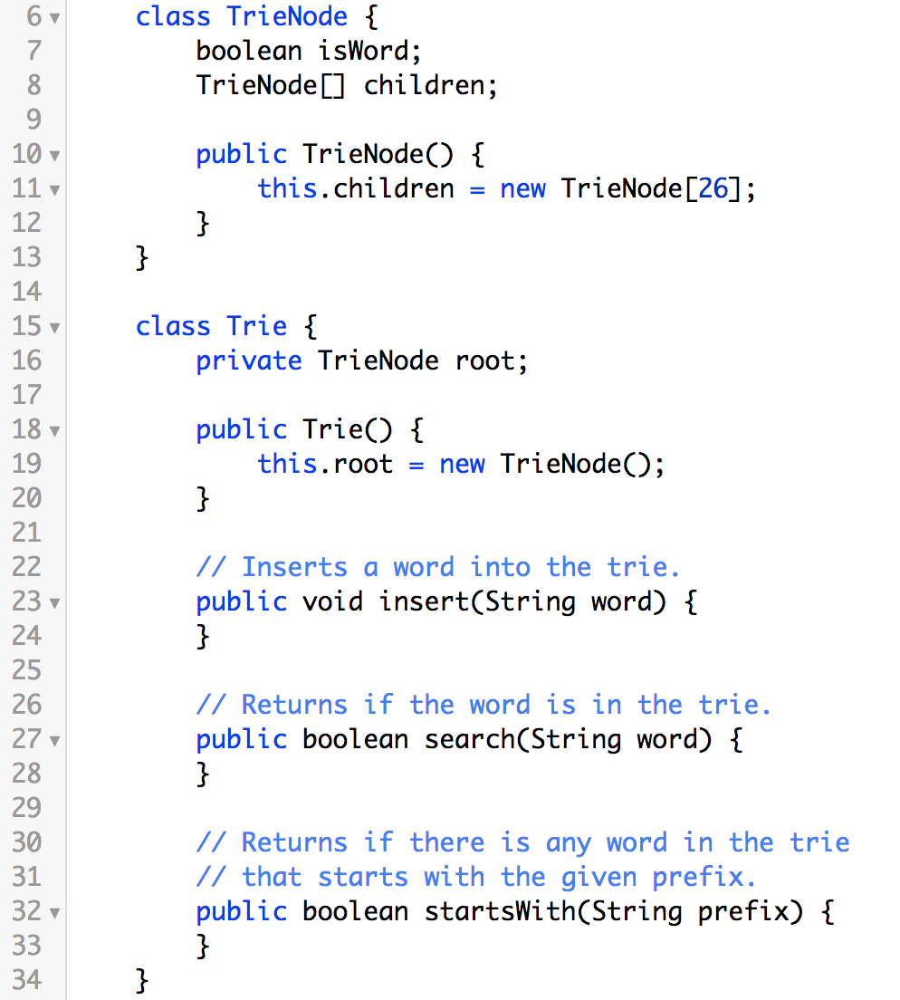 6 class TrieNode {
7 boolean isWord;
8 TrieNode[] children;
9
10 public TrieNode() {
11 this.children = new TrieNode[26];
12 }
13 }
14
15 class Trie {
16 private TrieNode root;
17
18 public Trie() {
19 this.root = new TrieNode();
20 }
21
22 // Inserts a word into the trie.
23 public void insert(String word) {
24 }
25
26 // Returns if the word is in the trie.
27 public boolean search(String word) {
28 }
29
30 // Returns if there is any word in the trie
31 // that starts with the given prefix.
32 public boolean startsWith(String prefix) {
33 }
34 }